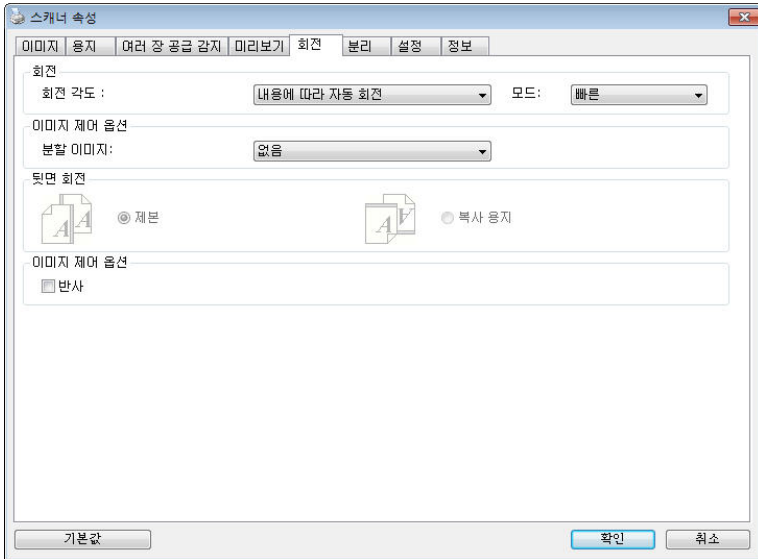 스캐너 속성
이미지 용지 여러 장 공급 감지 미리보기 회전 분리 설정 정보
회전
회전 각도 : 내용에 따라 자동 회전 모드: 빠른
이미지 제어 옵션
분할 이미지: 없음
뒷면 회전
A A 제본 A A 복사 용지
이미지 제어 옵션
반사
기본값 확인 취소